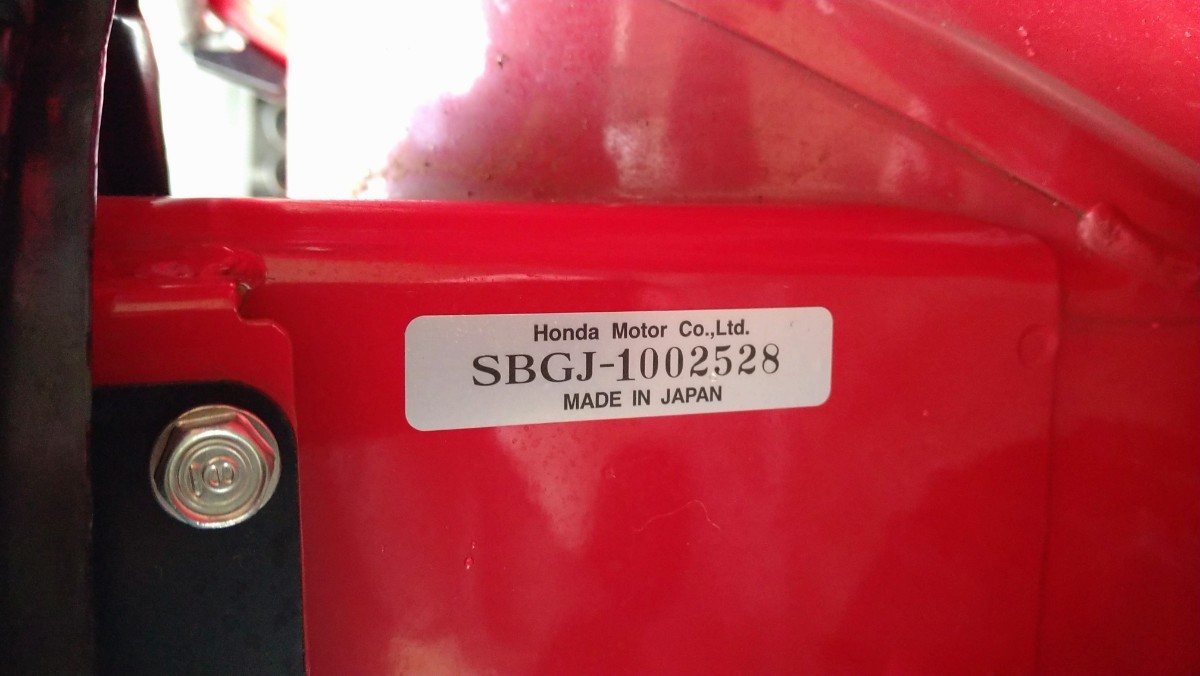 Honda Motor Co.,Ltd.
SBGJ-1002528
MADE IN JAPAN